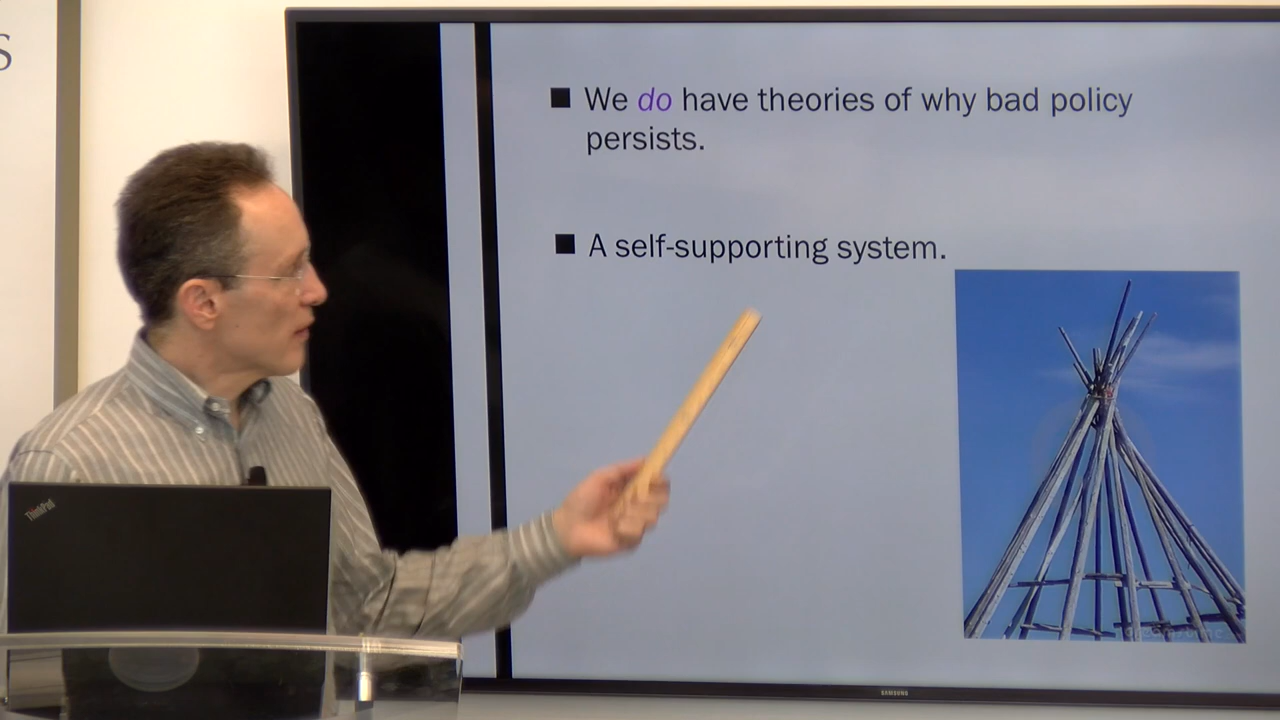 S
We do have theories of why bad policy
persists.
A self-supporting system.
ThinkPad
SAMSUNG